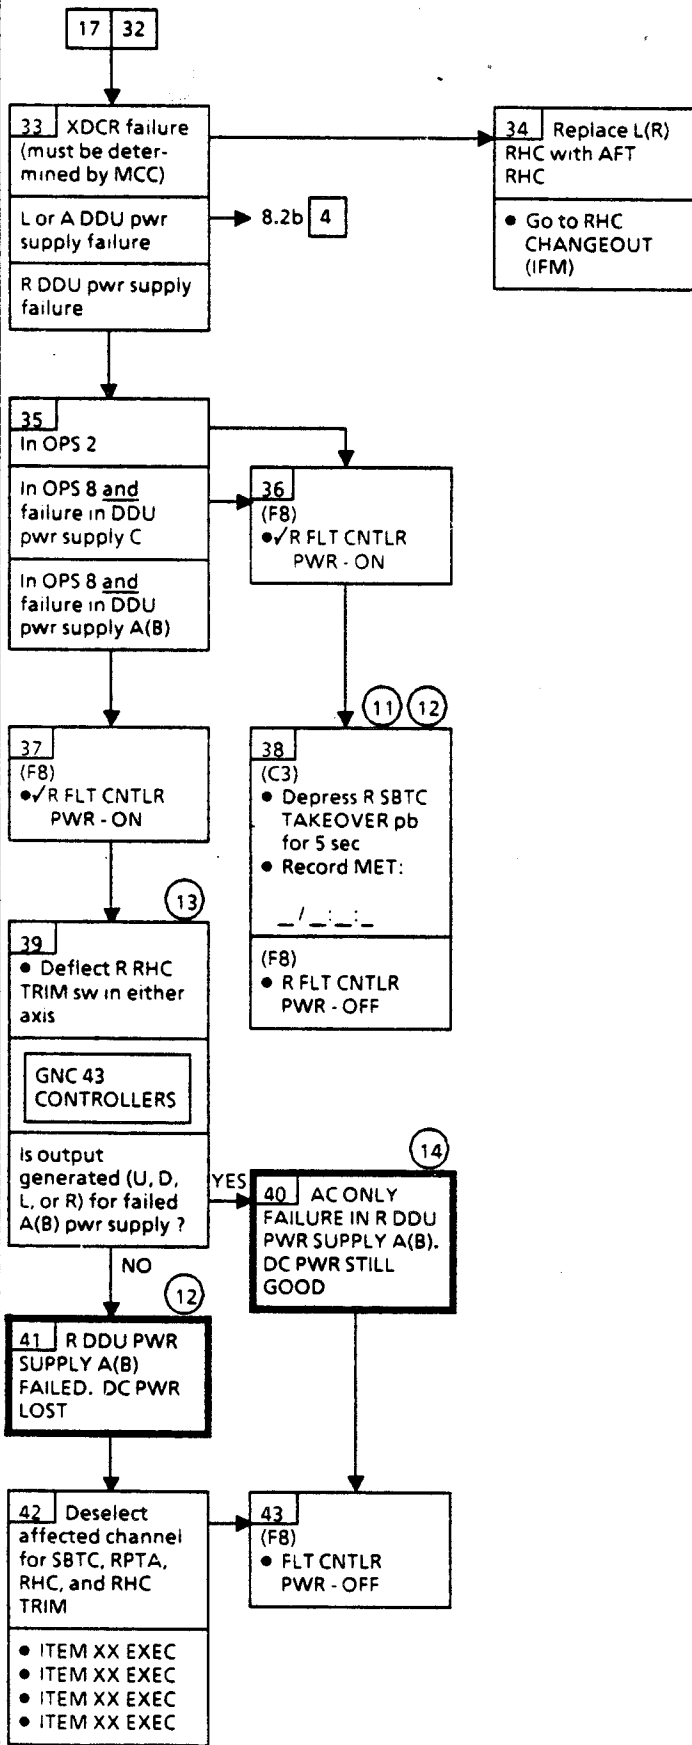 17 32
33 XDCR failure
(must be deter-
mined by MCC)
L or A DDU pwr
supply failure
R DDU pwr supply
failure
8.2b 4
34 Replace L(R)
RHC with AFT
RHC
• Go to RHC
CHANGEOUT
(IFM)
35
In OPS 2
In OPS 8 and
failure in DDU
pwr supply C
In OPS 8 and
failure in DDU
pwr supply A(B)
36
(F8)
•✓R FLT CNTLR
PWR - ON
37
(F8)
•✓R FLT CNTLR
PWR - ON
11 12
38
(C3)
• Depress R SBTC
TAKEOVER pb
for 5 sec
• Record MET:
_ / _ : _ : _
(F8)
• R FLT CNTLR
PWR - OFF
13
39
• Deflect R RHC
TRIM sw in either
axis
GNC 43
CONTROLLERS
Is output
generated (U, D,
L, or R) for failed
A(B) pwr supply ?
YES
NO
14
40 AC ONLY
FAILURE IN R DDU
PWR SUPPLY A(B).
DC PWR STILL
GOOD
12
41 R DDU PWR
SUPPLY A(B)
FAILED. DC PWR
LOST
42 Deselect
affected channel
for SBTC, RPTA,
RHC, and RHC
TRIM
• ITEM XX EXEC
• ITEM XX EXEC
• ITEM XX EXEC
• ITEM XX EXEC
43
(F8)
• FLT CNTLR
PWR - OFF